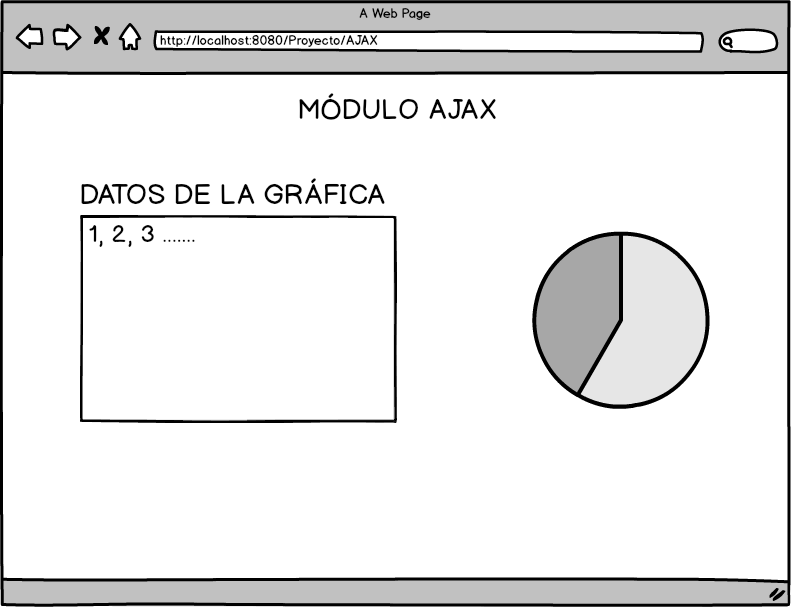 A Web Page
http://localhost:8080/Proyecto/AJAX
MÓDULO AJAX
DATOS DE LA GRÁFICA
1, 2, 3 .......